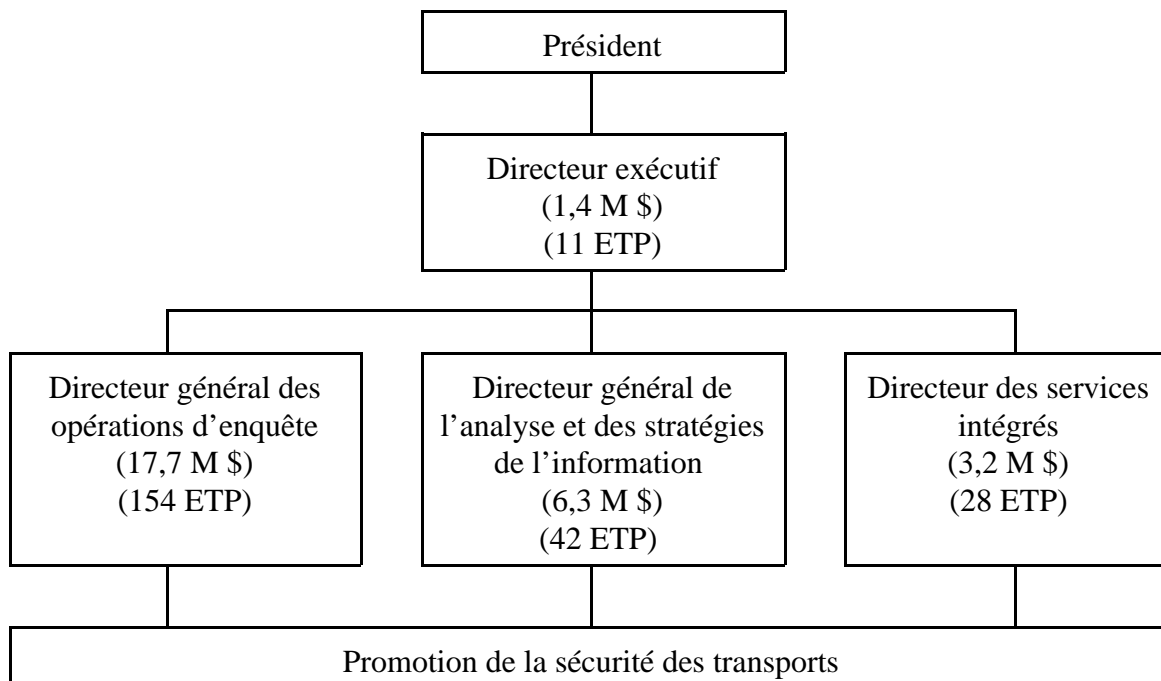 Président
Directeur exécutif
(1,4 M $)
(11 ETP)
Directeur général des
opérations d’enquête
(17,7 M $)
(154 ETP)
Directeur général de
l’analyse et des stratégies
de l’information
(6,3 M $)
(42 ETP)
Directeur des services
intégrés
(3,2 M $)
(28 ETP)
Promotion de la sécurité des transports